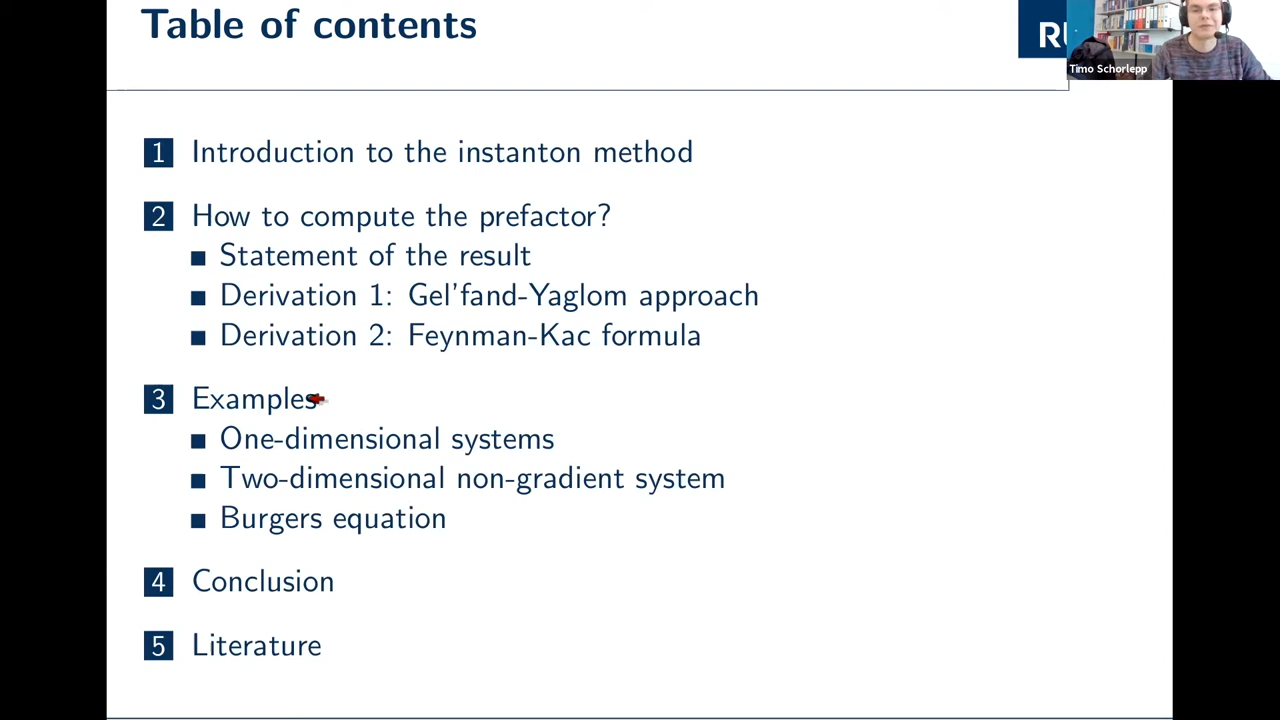 Table of contents
Timo Schorlepp
1 Introduction to the instanton method
2 How to compute the prefactor?
Statement of the result
Derivation 1: Gel'fand-Yaglom approach
Derivation 2: Feynman-Kac formula
3 Examples
One-dimensional systems
Two-dimensional non-gradient system
Burgers equation
4 Conclusion
5 Literature